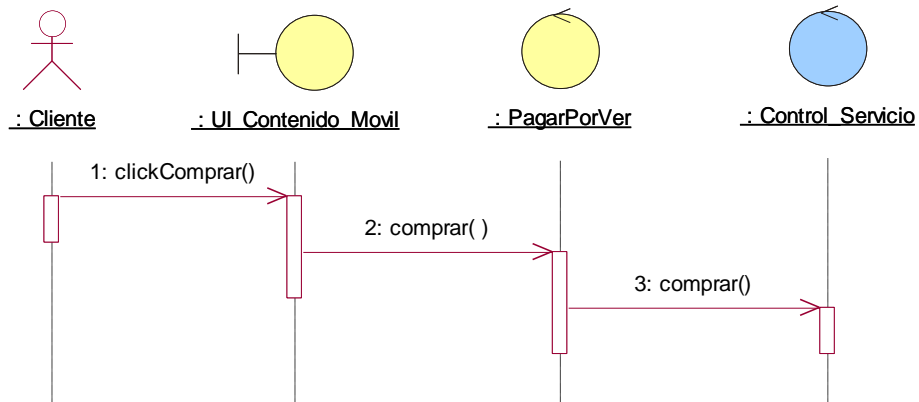 : Cliente
: UI_Contenido_Movil
: PagarPorVer
: Control_Servicio
1: clickComprar()
2: comprar( )
3: comprar()